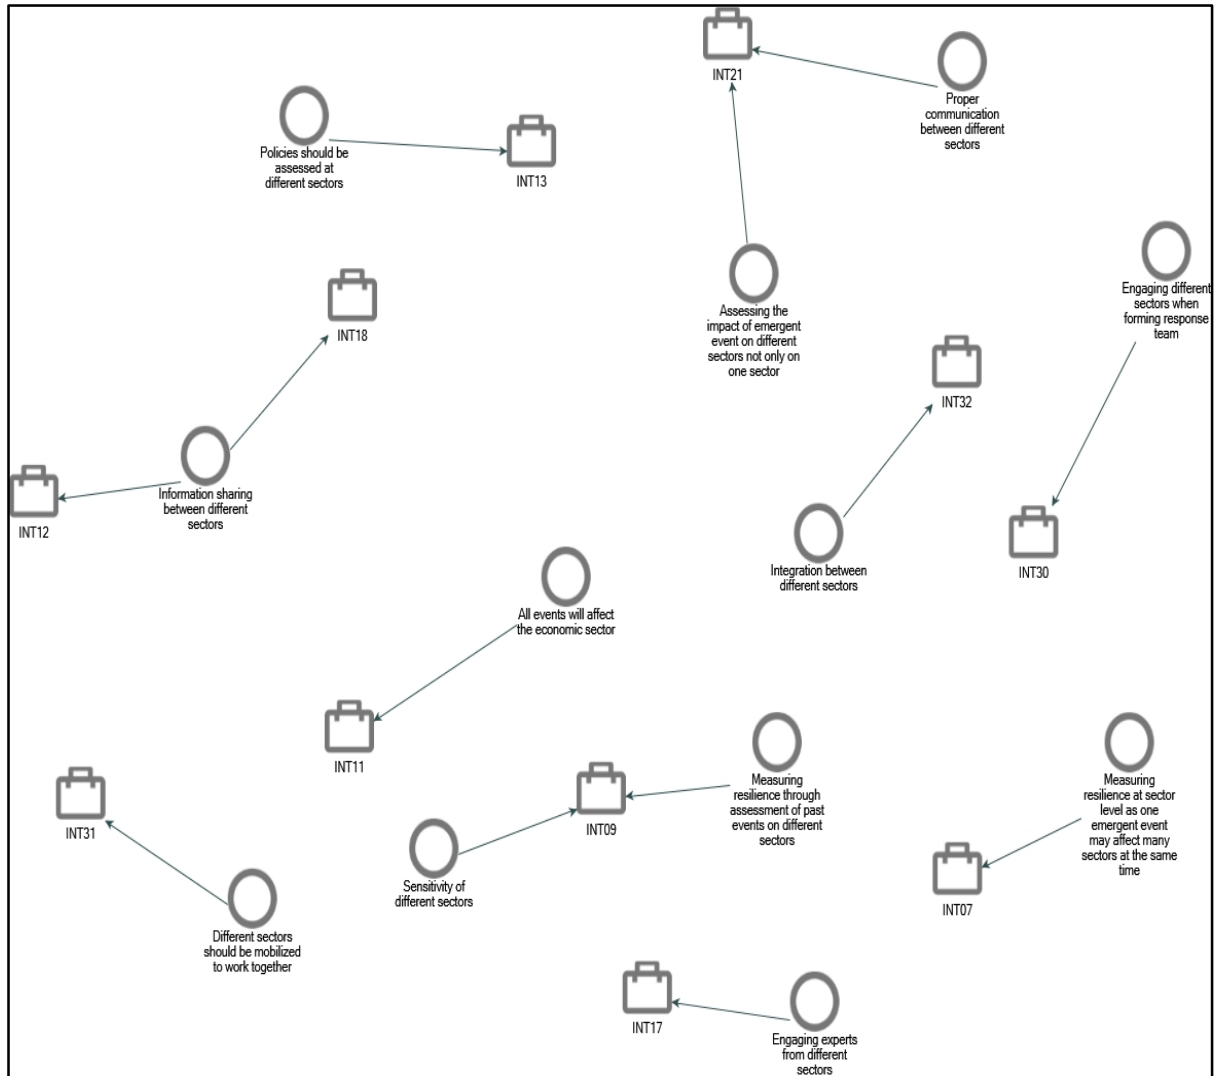 INT21
Proper
communication
between different
sectors
Policies should be
assessed at
different sectors
INT13
Engaging different
sectors when
forming response
team
Assessing the
impact of emergent
event on different
sectors not only on
one sector
INT18
INT32
Information sharing
between different
sectors
INT12
Integration between
different sectors
INT30
All events will affect
the economic sector
INT11
Measuring
resilience through
assessment of past
events on different
sectors
Measuring
resilience at sector
level as one
emergent event
may affect many
sectors at the same
time
INT31
INT09
Sensitivity of
different sectors
INT07
Different sectors
should be mobilized
to work together
INT17
Engaging experts
from different
sectors